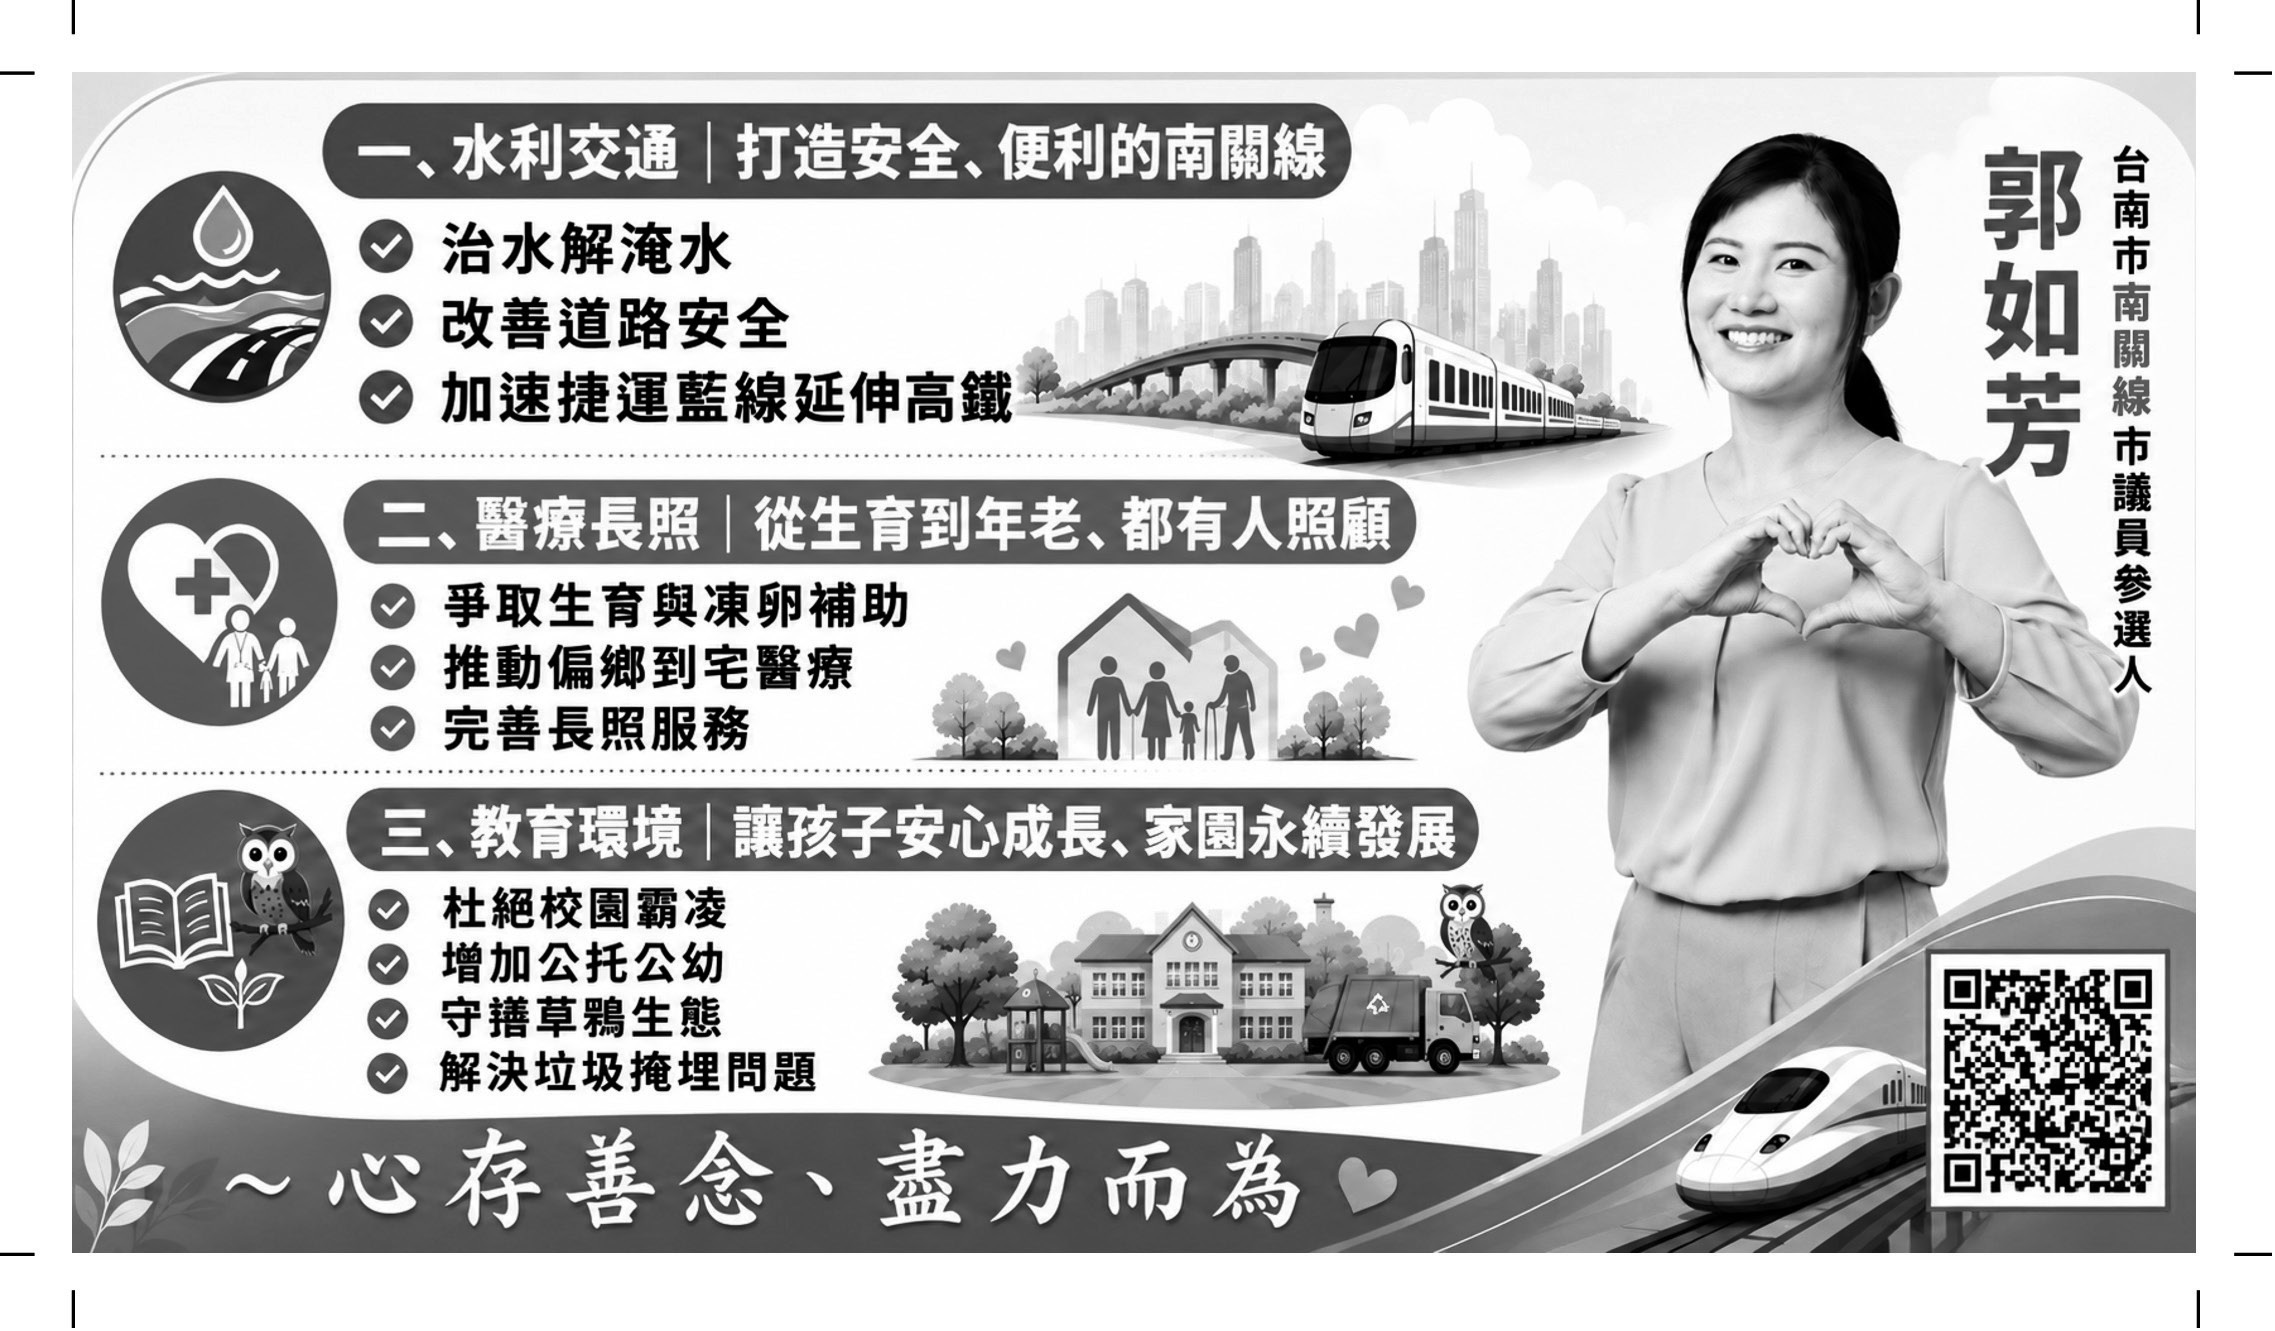 一、水利交通｜打造安全、便利的南關線
治水解淹水
改善道路安全
加速捷運藍線延伸高鐵
二、醫療長照｜從生育到年老、都有人照顧
爭取生育與凍卵補助
推動偏鄉到宅醫療
完善長照服務
三、教育環境｜讓孩子安心成長、家園永續發展
杜絕校園霸凌
增加公托公幼
守護草鴞生態
解決垃圾掩埋問題
～心存善念、盡力而為
台南市南關線市議員參選人
郭如芳